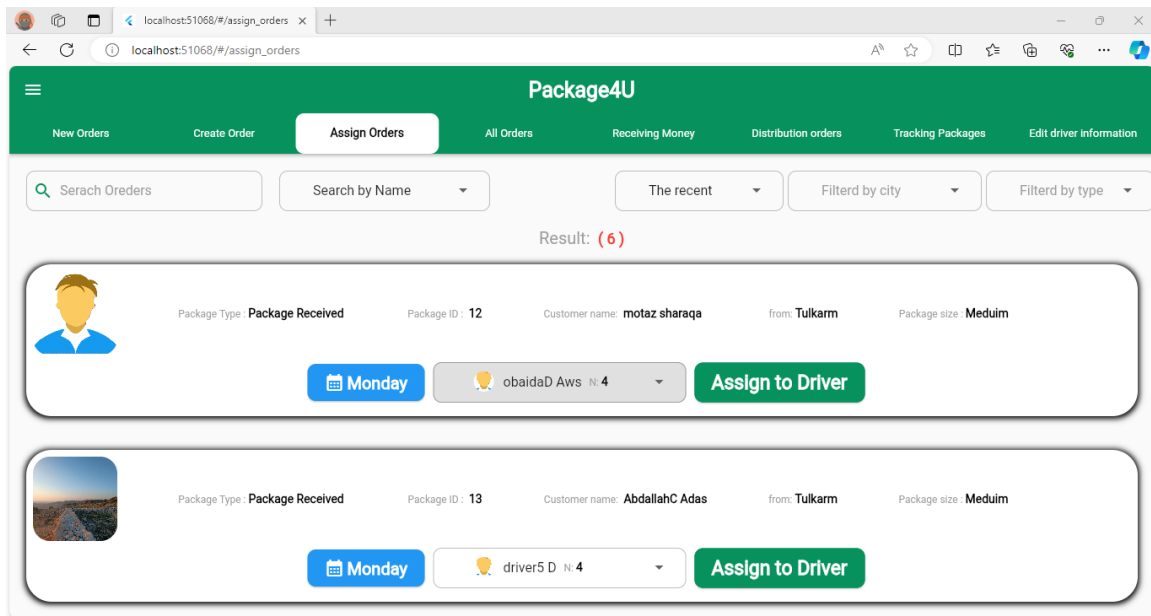 localhost:51068/#/assign_orders
localhost:51068/#/assign_orders
Package4U
New Orders Create Order Assign Orders All Orders Receiving Money Distribution orders Tracking Packages Edit driver information
Serach Oreders Search by Name The recent Filterd by city Filterd by type
Result: ( 6 )
Package Type : Package Received Package ID : 12 Customer name: motaz sharaqa from: Tulkarm Package size : Meduim
Monday obaidaD Aws N: 4 Assign to Driver
Package Type : Package Received Package ID : 13 Customer name: AbdallahC Adas from: Tulkarm Package size : Meduim
Monday driver5 D N: 4 Assign to Driver